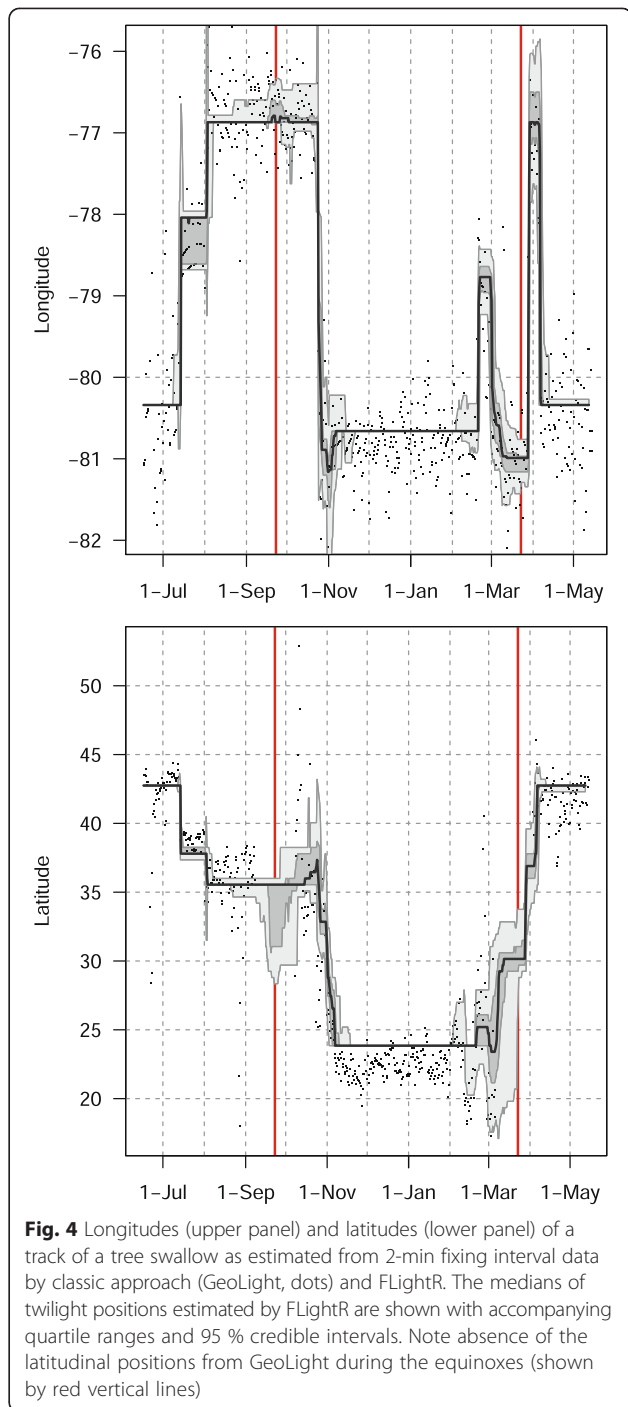 −76
−77
−78
−79
−80
−81
−82
Longitude
1−Jul 1−Sep 1−Nov 1−Jan 1−Mar 1−May
50
45
40
35
30
25
20
Latitude
1−Jul 1−Sep 1−Nov 1−Jan 1−Mar 1−May
Fig. 4 Longitudes (upper panel) and latitudes (lower panel) of a
track of a tree swallow as estimated from 2-min fixing interval data
by classic approach (GeoLight, dots) and FLightR. The medians of
twilight positions estimated by FLightR are shown with accompanying
quartile ranges and 95 % credible intervals. Note absence of the
latitudinal positions from GeoLight during the equinoxes (shown
by red vertical lines)